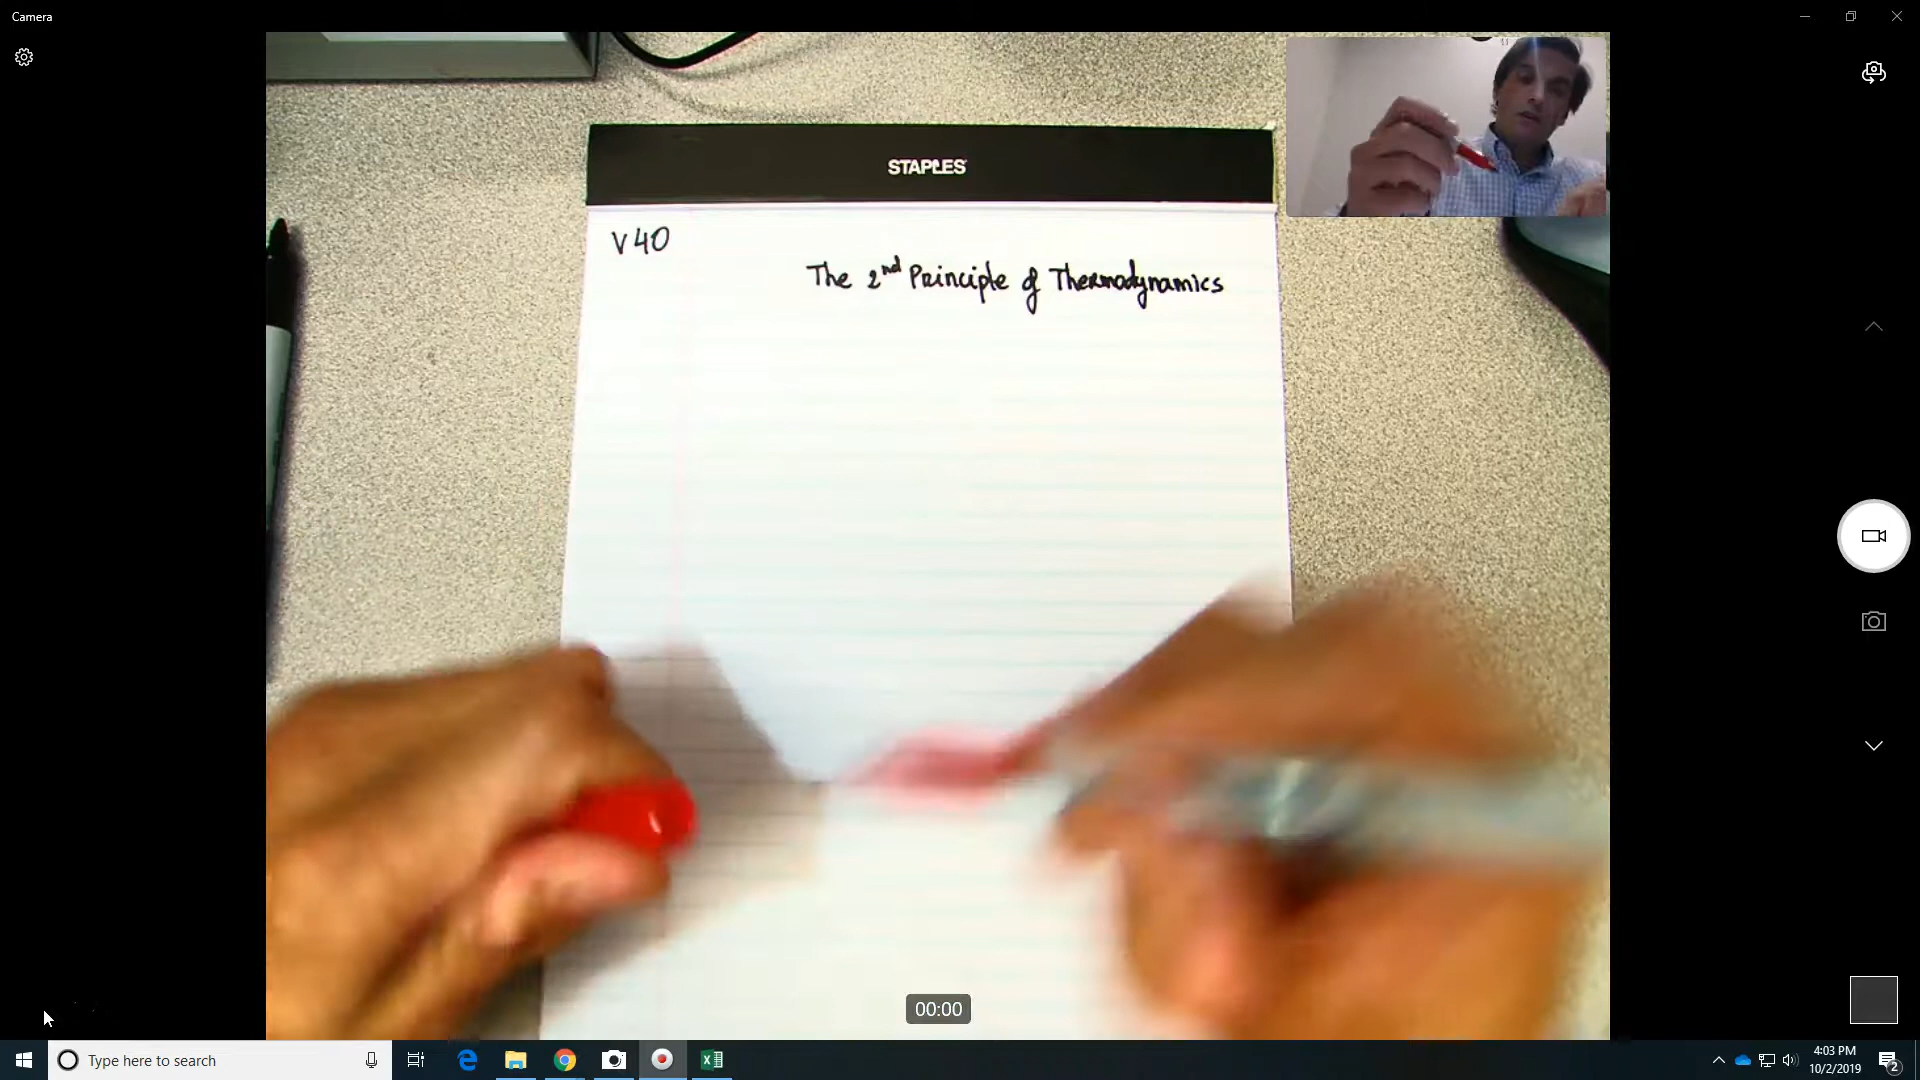 Camera
STAPLES
V40
The 2nd Principle of Thermodynamics
00:00
Type here to search
4:03 PM
10/2/2019
2